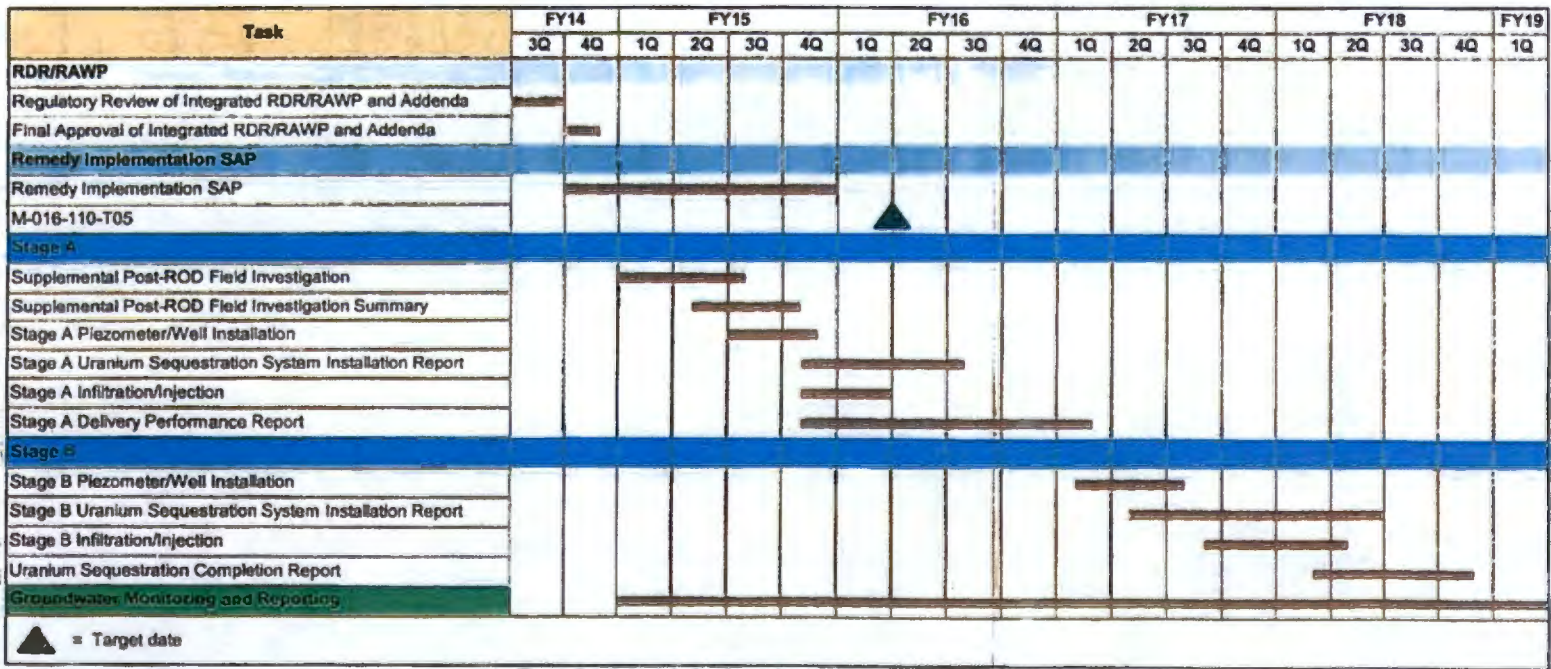 Task FY14 FY15 FY16 FY17 FY18 FY19
3Q 4Q 1Q 2Q 3Q 4Q 1Q 2Q 3Q 4Q 1Q 2Q 3Q 4Q 1Q 2Q 3Q 4Q 1Q
RDR/RAWP
Regulatory Review of Integrated RDR/RAWP and Addenda
Final Approval of Integrated RDR/RAWP and Addenda
Remedy Implementation SAP
Remedy Implementation SAP
M-016-110-T05
Stage A
Supplemental Post-ROD Field Investigation
Supplemental Post-ROD Field Investigation Summary
Stage A Piezometer/Well Installation
Stage A Uranium Sequestration System Installation Report
Stage A Infiltration/Injection
Stage A Delivery Performance Report
Stage B
Stage B Piezometer/Well Installation
Stage B Uranium Sequestration System Installation Report
Stage B Infiltration/Injection
Uranium Sequestration Completion Report
Groundwater Monitoring and Reporting
= Target date